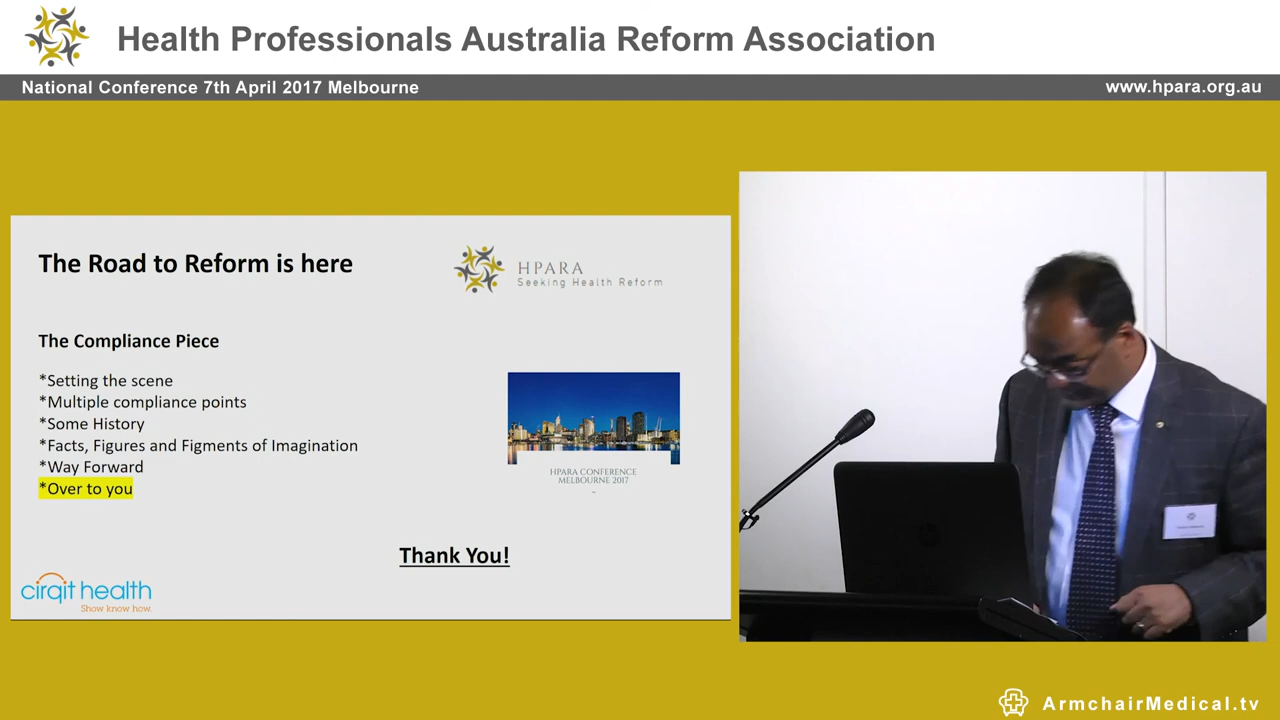 Health Professionals Australia Reform Association
National Conference 7th April 2017 Melbourne
www.hpara.org.au
The Road to Reform is here
HPARA
Seeking Health Reform
The Compliance Piece
*Setting the scene
*Multiple compliance points
*Some History
*Facts, Figures and Figments of Imagination
*Way Forward
*Over to you
HPARA CONFERENCE
MELBOURNE 2017
Thank You!
cirqit health
Show know how.
ArmchairMedical.tv